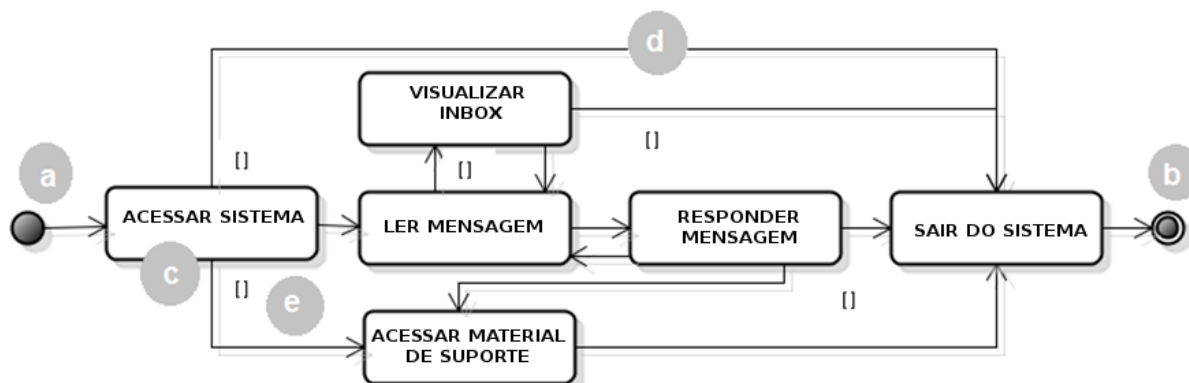 d
VISUALIZAR
INBOX
[]
[]
[]
a
b
ACESSAR SISTEMA
LER MENSAGEM
RESPONDER
MENSAGEM
SAIR DO SISTEMA
c
[]
e
[]
ACESSAR MATERIAL
DE SUPORTE